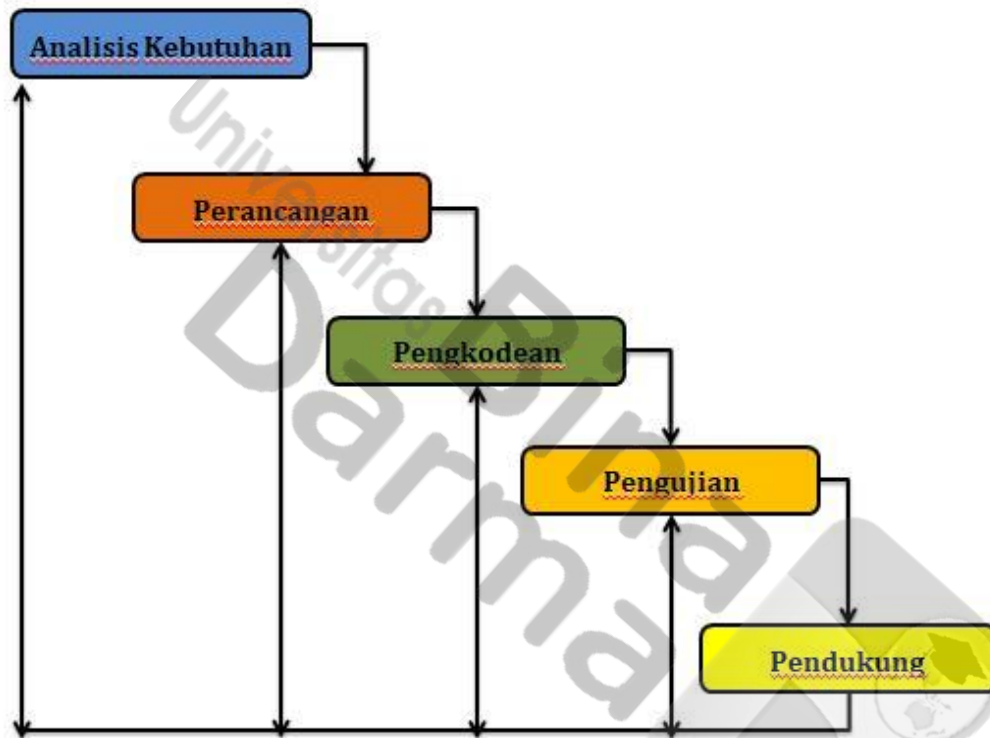 Analisis Kebutuhan
Perancangan
Pengkodean
Pengujian
Pendukung
Universitas
Bina
Darma